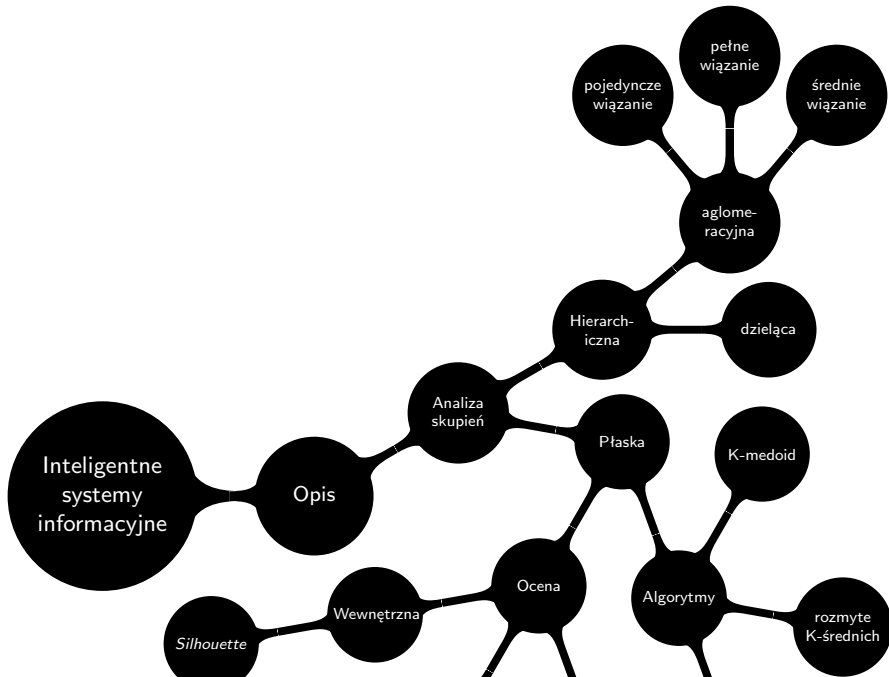 pełne
wiązanie
pojedyncze
wiązanie
średnie
wiązanie
aglome-
racyjna
Hierarch-
iczna
dzieląca
Analiza
skupień
Płaska
K-medoid
Inteligentne
systemy
informacyjne
Opis
Ocena
Algorytmy
Wewnętrzna
rozmyte
K-średnich
Silhouette